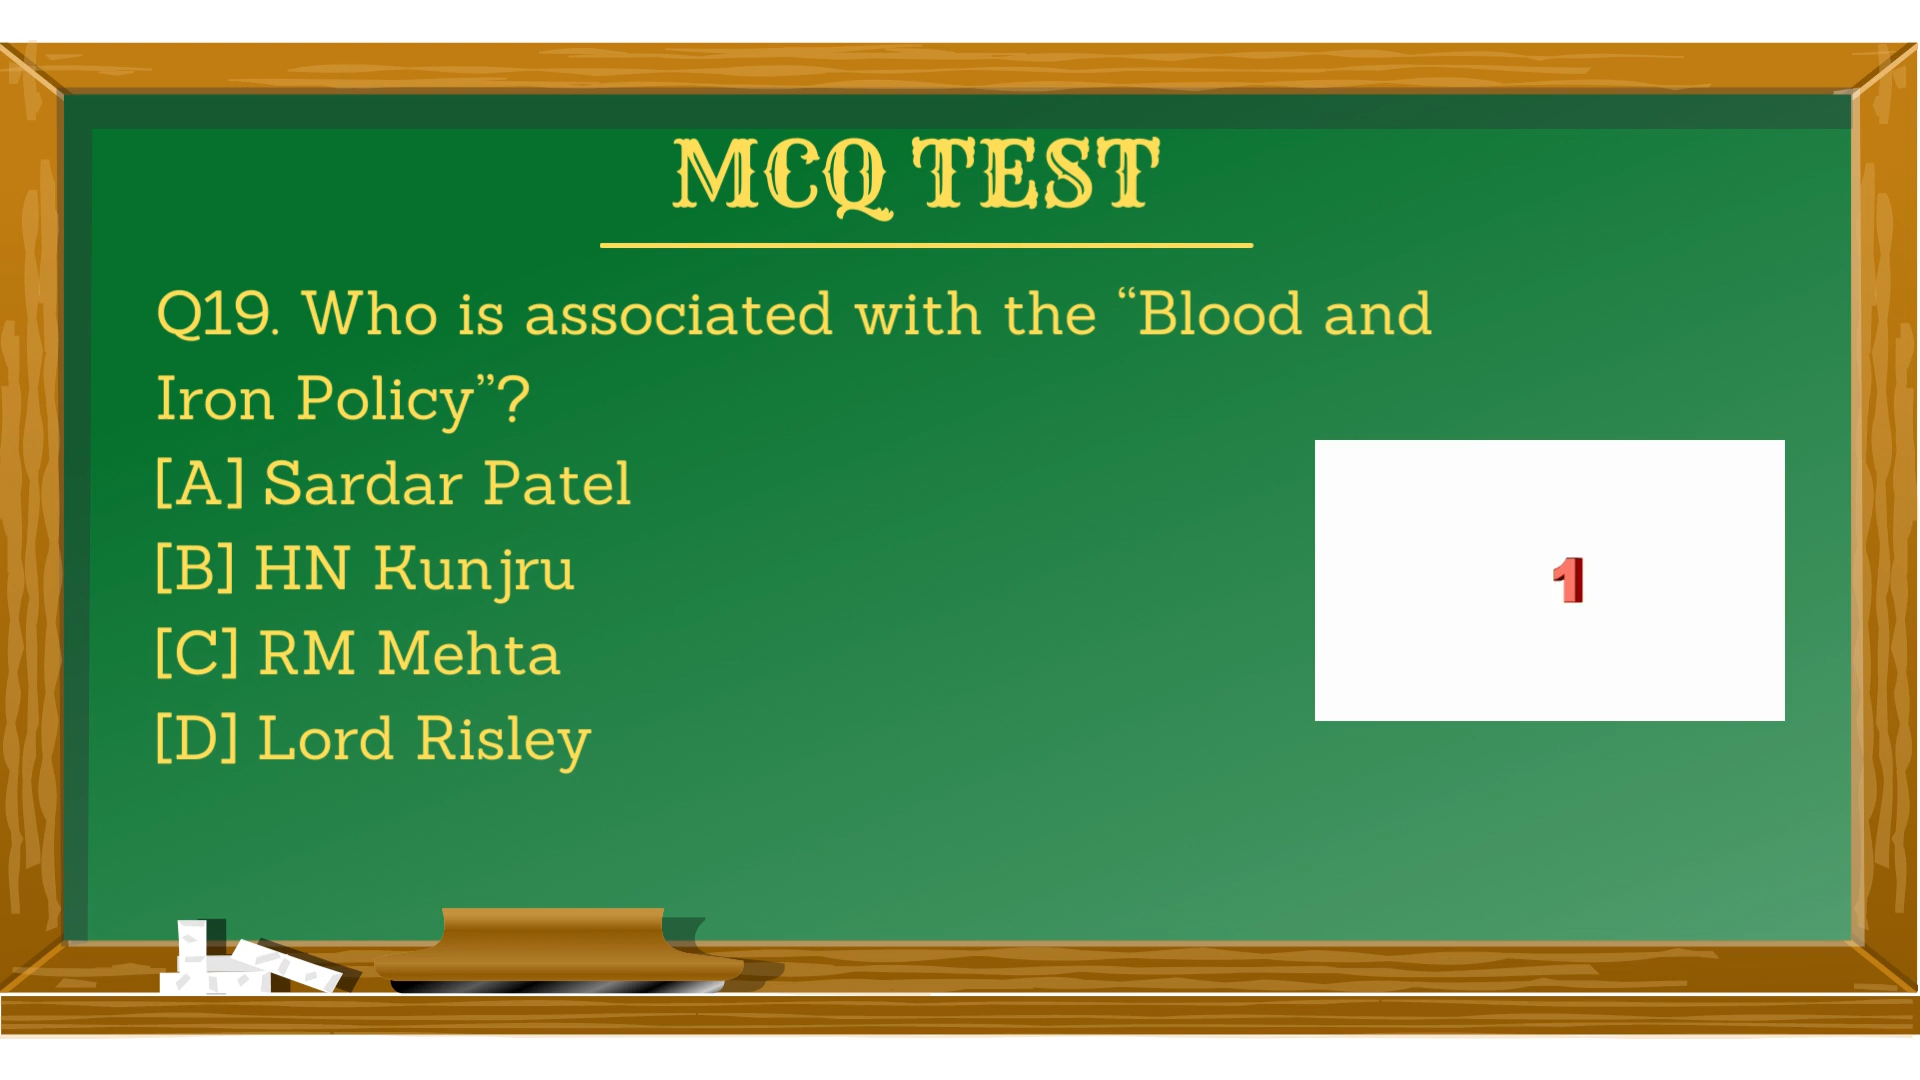 MCQ TEST
Q19. Who is associated with the “Blood and
Iron Policy”?
[A] Sardar Patel
[B] HN Kunjru
[C] RM Mehta
[D] Lord Risley
1